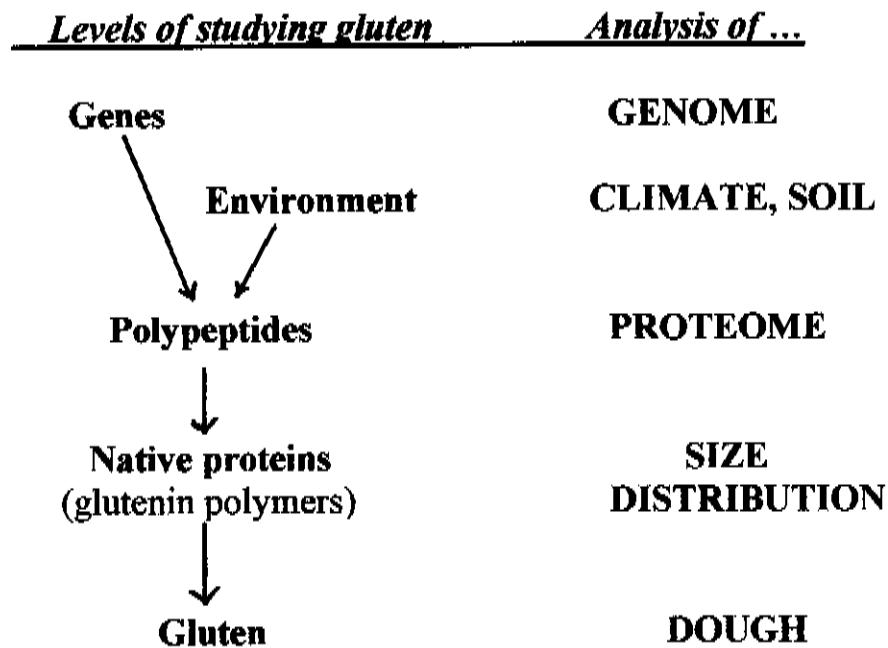 Levels of studying gluten Analysis of ...
Genes GENOME
Environment CLIMATE, SOIL
Polypeptides PROTEOME
Native proteins SIZE
(glutenin polymers) DISTRIBUTION
Gluten DOUGH